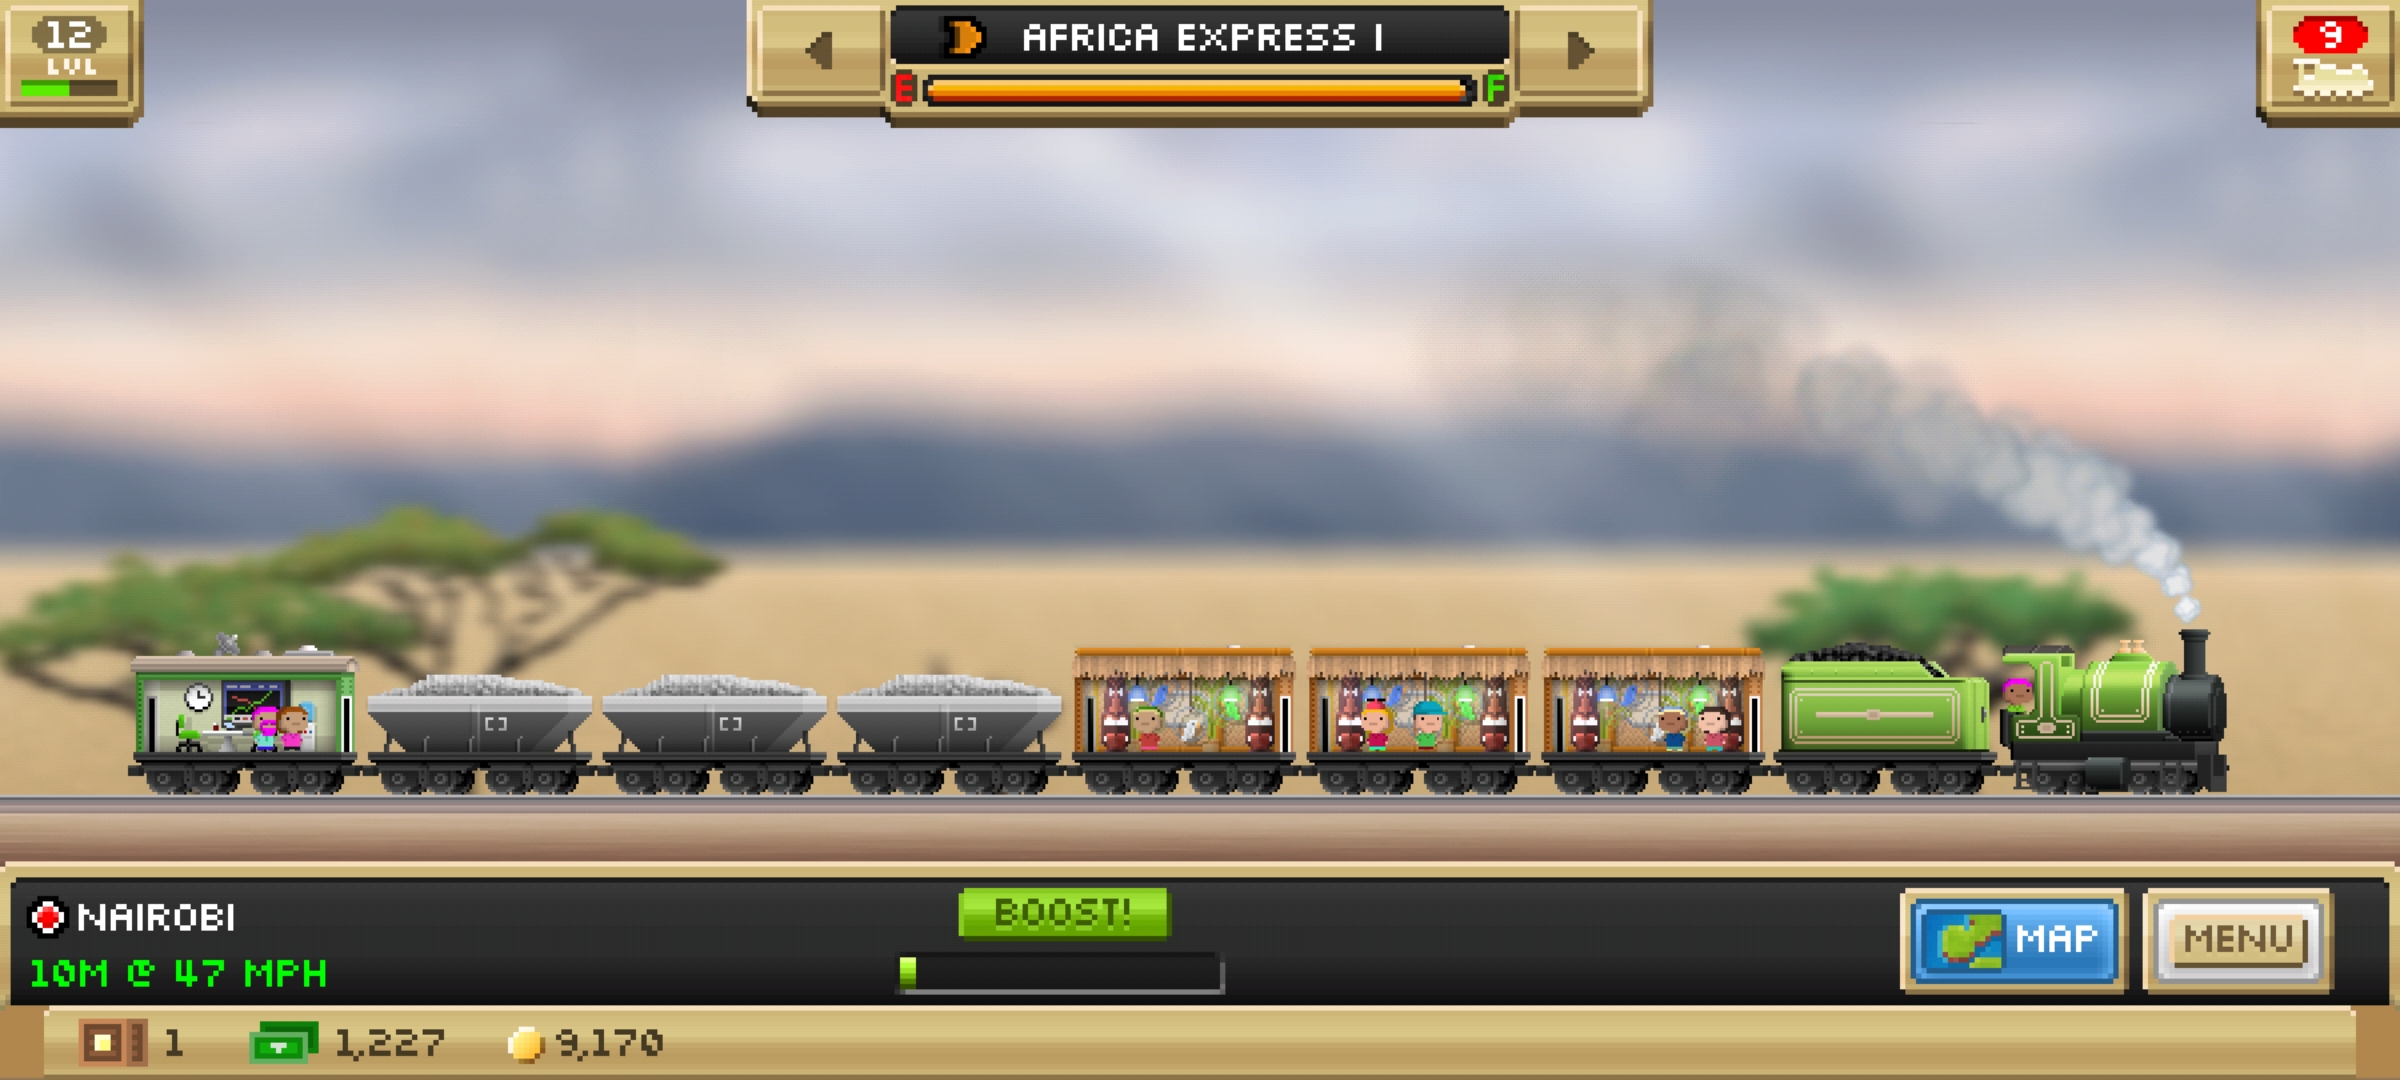 12
LVL
AFRICA EXPRESS I
E F
9
NAIROBI
10M @ 47 MPH
BOOST!
MAP
MENU
1
1,227
9,170